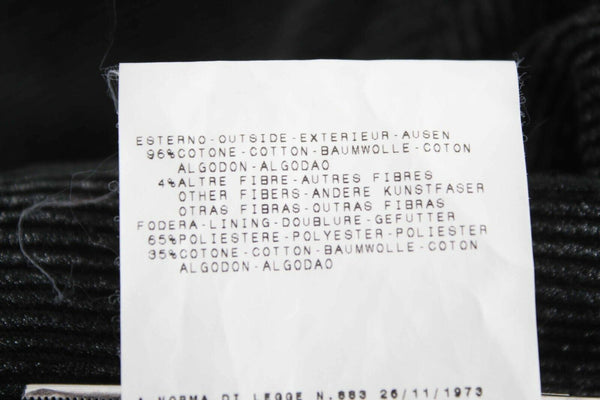 ESTERNO-OUTSIDE-EXTERIEUR-AUSEN
96%COTONE-COTTON-BAUMWOLLE-COTON
ALGODON-ALGODAO
4%ALTRE FIBRE-AUTRES FIBRES
OTHER FIBERS-ANDERE KUNSTFASER
OTRAS FIBRAS-OUTRAS FIBRAS
FODERA-LINING-DOUBLURE-GEFUTTER
65%POLIESTERE-POLYESTER-POLIESTER
35%COTONE-COTTON-BAUMWOLLE-COTON
ALGODON-ALGODAO
A NORMA DI LEGGE N.883 26/11/1973